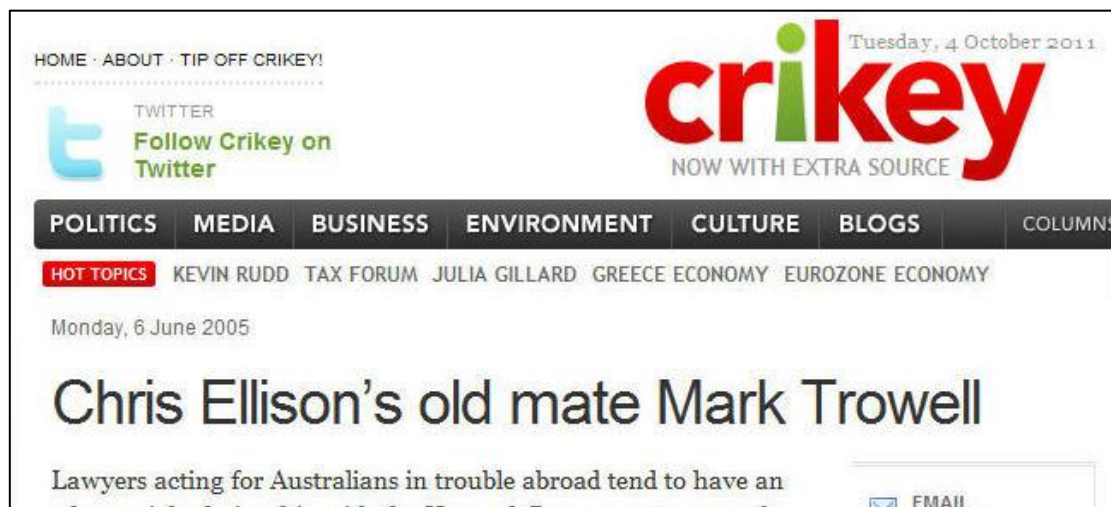 HOME · ABOUT · TIP OFF CRIKEY!
Tuesday, 4 October 2011
crikey
NOW WITH EXTRA SOURCE
TWITTER
Follow Crikey on
Twitter
POLITICS MEDIA BUSINESS ENVIRONMENT CULTURE BLOGS COLUMNS
HOT TOPICS KEVIN RUDD TAX FORUM JULIA GILLARD GREECE ECONOMY EUROZONE ECONOMY
Monday, 6 June 2005
Chris Ellison's old mate Mark Trowell
Lawyers acting for Australians in trouble abroad tend to have an
EMAIL